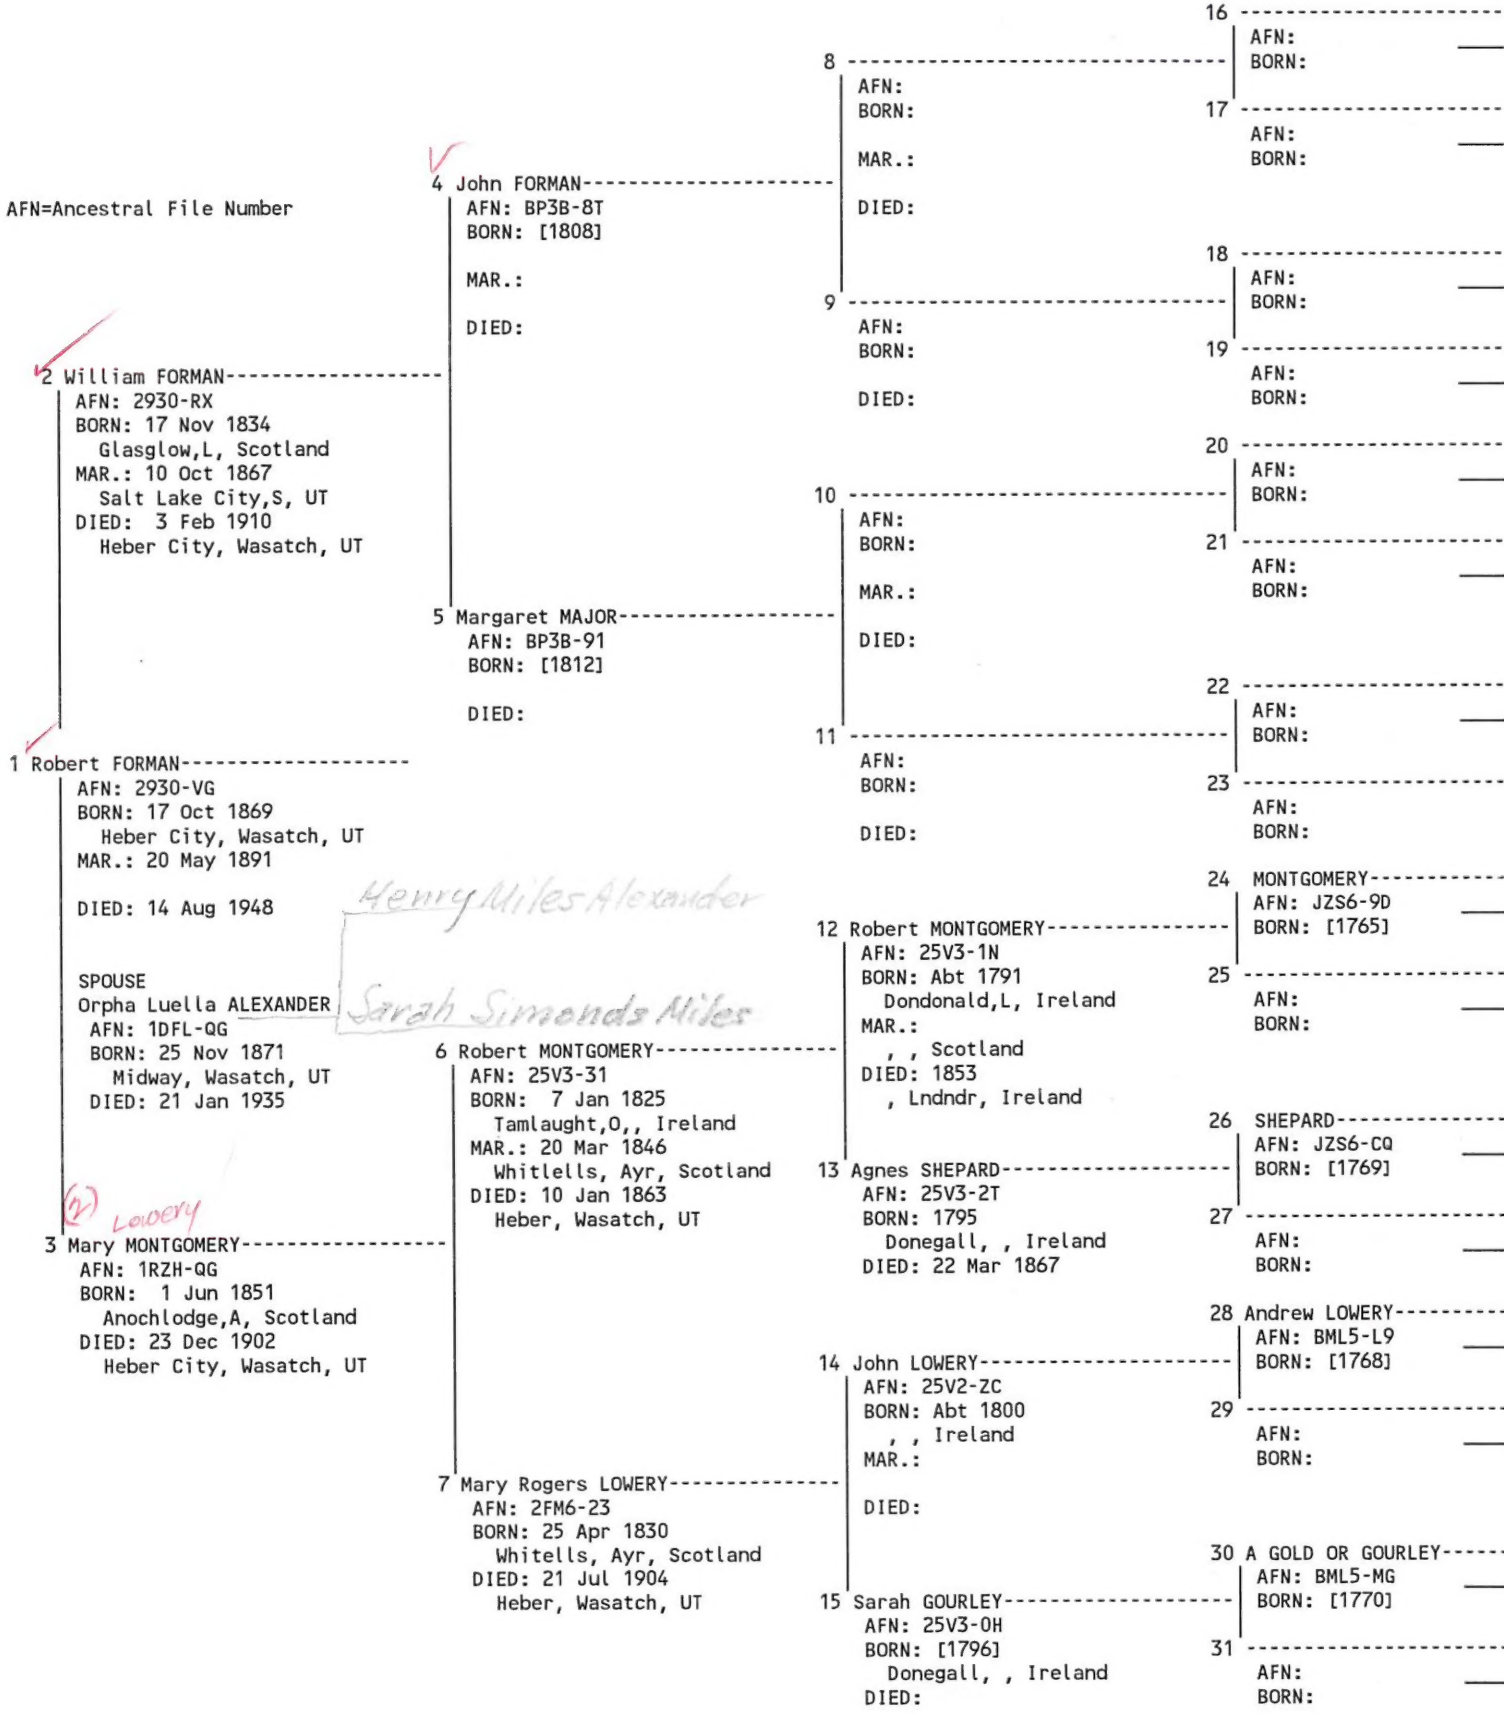 AFN=Ancestral File Number
1 Robert FORMAN-------------------
AFN: 2930-VG
BORN: 17 Oct 1869
Heber City, Wasatch, UT
MAR.: 20 May 1891
DIED: 14 Aug 1948
SPOUSE
Orpha Luella ALEXANDER
AFN: 1DFL-QG
BORN: 25 Nov 1871
Midway, Wasatch, UT
DIED: 21 Jan 1935
Henry Miles Alexander
Sarah Simonds Miles
2 William FORMAN------------------
AFN: 2930-RX
BORN: 17 Nov 1834
Glasglow,L, Scotland
MAR.: 10 Oct 1867
Salt Lake City,S, UT
DIED: 3 Feb 1910
Heber City, Wasatch, UT
(2) Lowery
3 Mary MONTGOMERY-----------------
AFN: 1RZH-QG
BORN: 1 Jun 1851
Anochlodge,A, Scotland
DIED: 23 Dec 1902
Heber City, Wasatch, UT
4 John FORMAN---------------------
AFN: BP3B-8T
BORN: [1808]
MAR.:
DIED:
5 Margaret MAJOR------------------
AFN: BP3B-91
BORN: [1812]
DIED:
6 Robert MONTGOMERY---------------
AFN: 25V3-31
BORN: 7 Jan 1825
Tamlaught,O,, Ireland
MAR.: 20 Mar 1846
Whitlells, Ayr, Scotland
DIED: 10 Jan 1863
Heber, Wasatch, UT
7 Mary Rogers LOWERY--------------
AFN: 2FM6-23
BORN: 25 Apr 1830
Whitells, Ayr, Scotland
DIED: 21 Jul 1904
Heber, Wasatch, UT
8 --------------------------------
AFN:
BORN:
MAR.:
DIED:
9 --------------------------------
AFN:
BORN:
DIED:
10 --------------------------------
AFN:
BORN:
MAR.:
DIED:
11 --------------------------------
AFN:
BORN:
DIED:
12 Robert MONTGOMERY---------------
AFN: 25V3-1N
BORN: Abt 1791
Dondonald,L, Ireland
MAR.:
, , Scotland
DIED: 1853
, Lndndr, Ireland
13 Agnes SHEPARD-------------------
AFN: 25V3-2T
BORN: 1795
Donegall, , Ireland
DIED: 22 Mar 1867
14 John LOWERY---------------------
AFN: 25V2-ZC
BORN: Abt 1800
, , Ireland
MAR.:
DIED:
15 Sarah GOURLEY-------------------
AFN: 25V3-0H
BORN: [1796]
Donegall, , Ireland
DIED:
16 ----------------------
AFN:
BORN:
17 ----------------------
AFN:
BORN:
18 ----------------------
AFN:
BORN:
19 ----------------------
AFN:
BORN:
20 ----------------------
AFN:
BORN:
21 ----------------------
AFN:
BORN:
22 ----------------------
AFN:
BORN:
23 ----------------------
AFN:
BORN:
24 MONTGOMERY-----------
AFN: JZS6-9D
BORN: [1765]
25 ----------------------
AFN:
BORN:
26 SHEPARD--------------
AFN: JZS6-CQ
BORN: [1769]
27 ----------------------
AFN:
BORN:
28 Andrew LOWERY---------
AFN: BML5-L9
BORN: [1768]
29 ----------------------
AFN:
BORN:
30 A GOLD OR GOURLEY-----
AFN: BML5-MG
BORN: [1770]
31 ----------------------
AFN:
BORN: